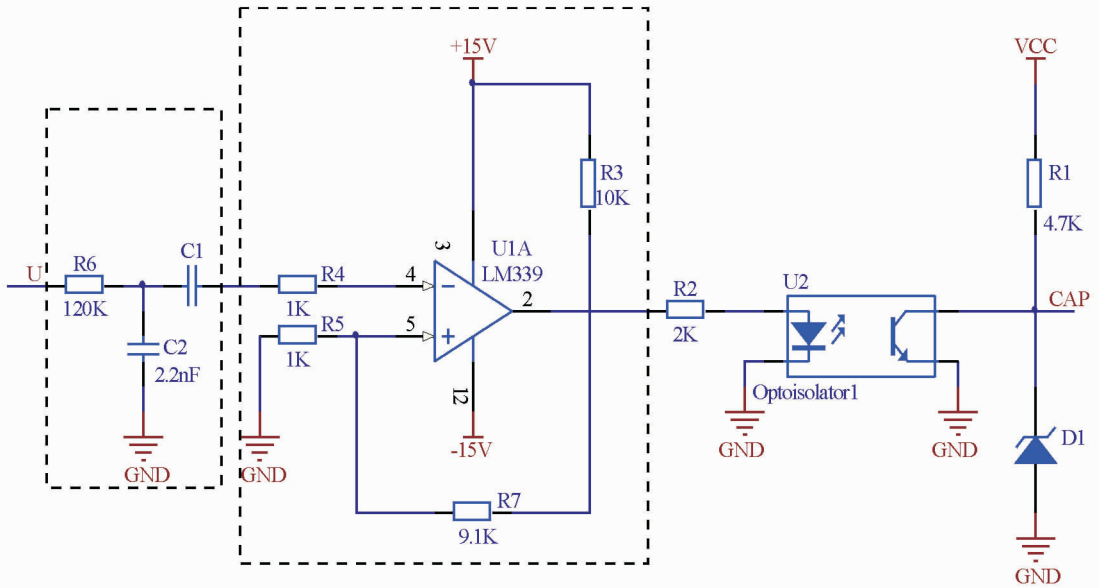 +15V
VCC
R3
10K
R1
4.7K
3
U1A
LM339
C1
U
R6
120K
R4
1K
4
2
R2
2K
U2
CAP
R5
1K
5
C2
2.2nF
12
Optoisolator1
-15V
GND
GND
GND
GND
D1
R7
9.1K
GND